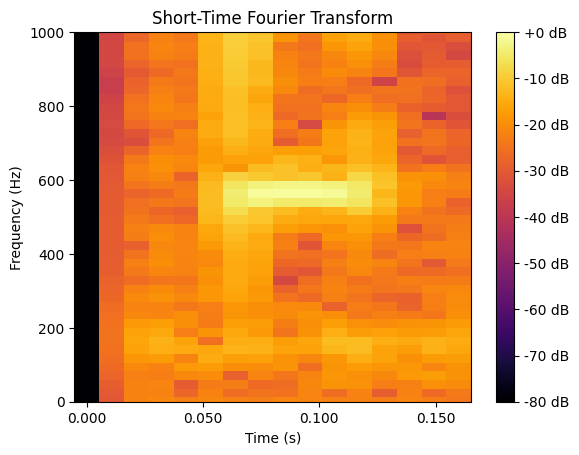 Short-Time Fourier Transform
1000
800
600
400
200
0
Frequency (Hz)
0.000
0.050
0.100
0.150
Time (s)
+0 dB
-10 dB
-20 dB
-30 dB
-40 dB
-50 dB
-60 dB
-70 dB
-80 dB